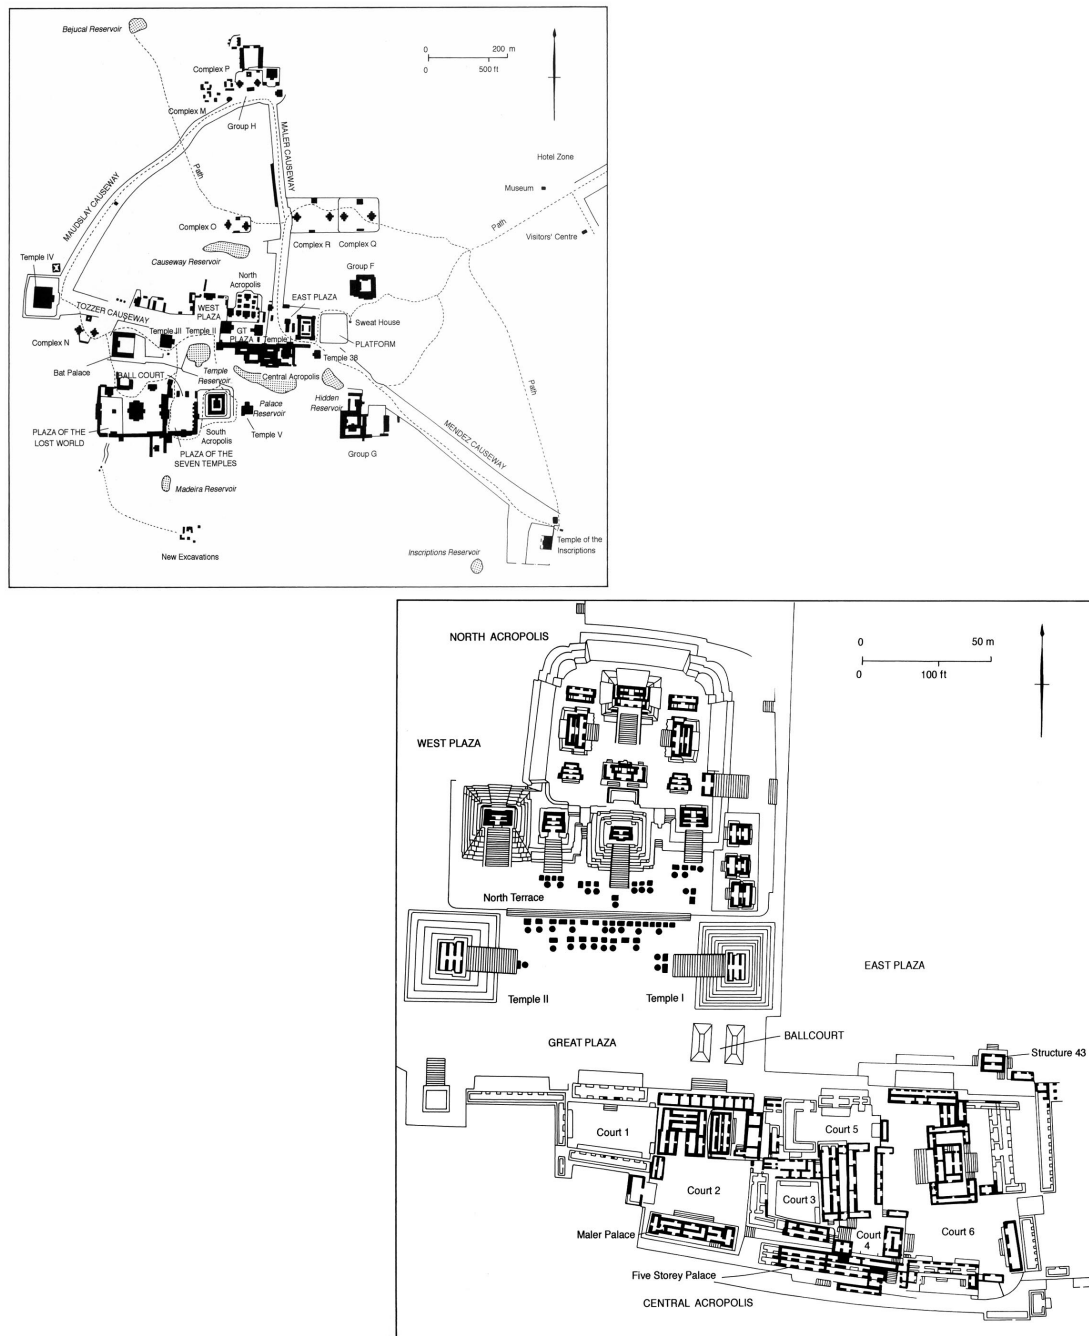 Bejucal Reservoir
0 200 m
0 500 ft
Complex P
Complex M
Group H
MALER CAUSEWAY
Path
MAUDSLAY CAUSEWAY
Hotel Zone
Museum
Path
Visitors' Centre
Complex O
Complex R
Complex Q
Causeway Reservoir
Temple IV
North
Acropolis
Group F
EAST PLAZA
WEST
PLAZA
TOZZER CAUSEWAY
Sweat House
GT
PLAZA
Temple III
Temple II
Temple I
PLATFORM
Complex N
Temple 38
Bat Palace
BALL COURT
Temple
Reservoir
Central Acropolis
Path
Hidden
Reservoir
Palace
Reservoir
PLAZA OF THE
LOST WORLD
South
Acropolis
Temple V
MENDEZ CAUSEWAY
PLAZA OF THE
SEVEN TEMPLES
Group G
Madeira Reservoir
New Excavations
Temple of the
Inscriptions
Inscriptions Reservoir
NORTH ACROPOLIS
0 50 m
0 100 ft
WEST PLAZA
North Terrace
EAST PLAZA
Temple II
Temple I
BALLCOURT
GREAT PLAZA
Structure 43
Court 1
Court 5
Court 2
Court 3
Court
4
Court 6
Maler Palace
Five Storey Palace
CENTRAL ACROPOLIS